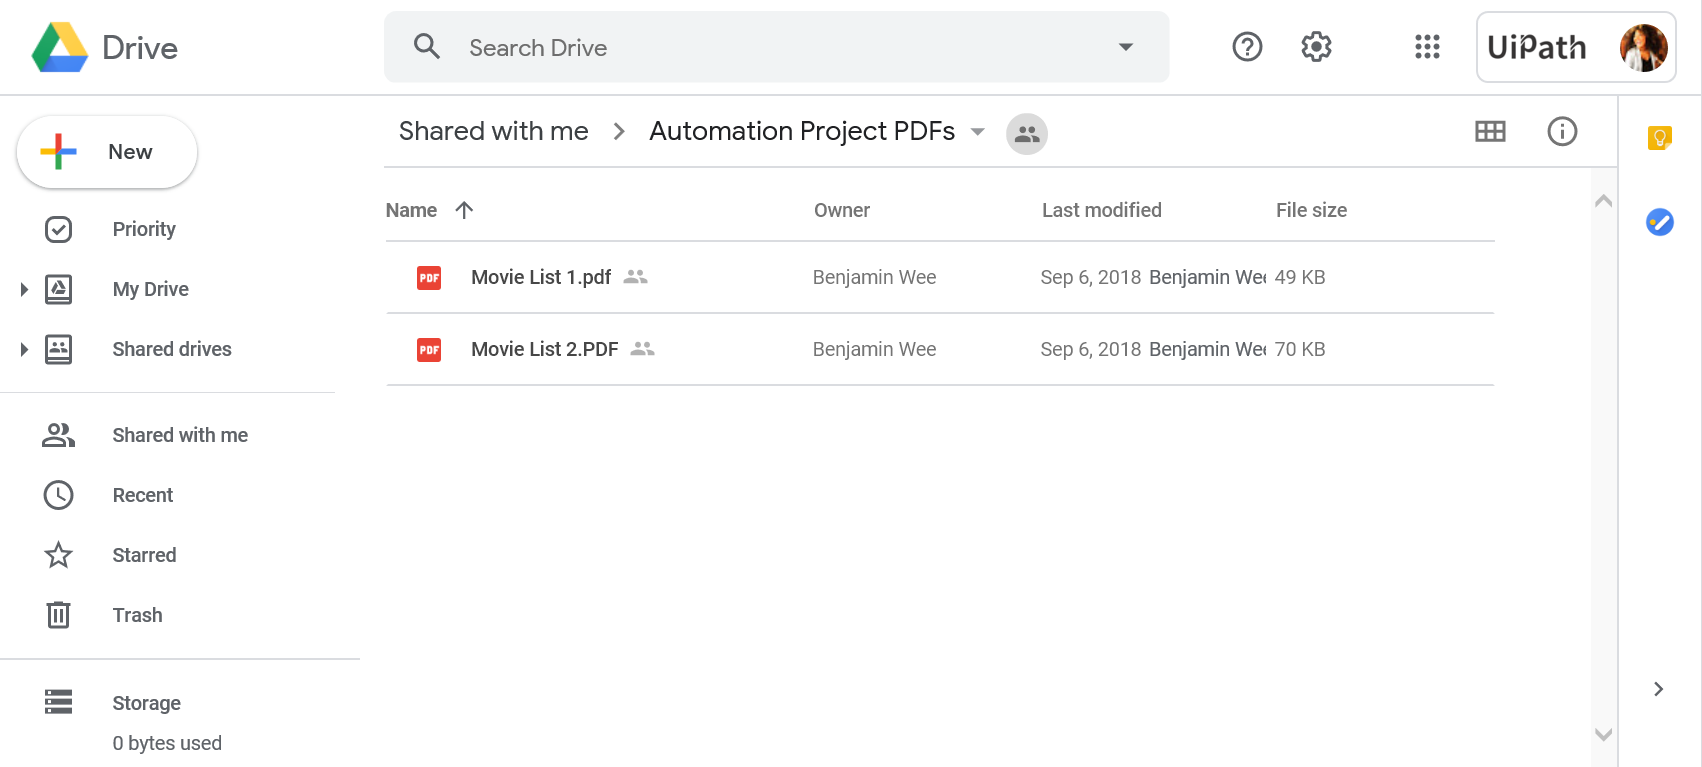 Drive
Search Drive
UiPath
New
Priority
My Drive
Shared drives
Shared with me
Recent
Starred
Trash
Storage
0 bytes used
Shared with me > Automation Project PDFs
Name Owner Last modified File size
PDF Movie List 1.pdf Benjamin Wee Sep 6, 2018 Benjamin Wee 49 KB
PDF Movie List 2.PDF Benjamin Wee Sep 6, 2018 Benjamin Wee 70 KB